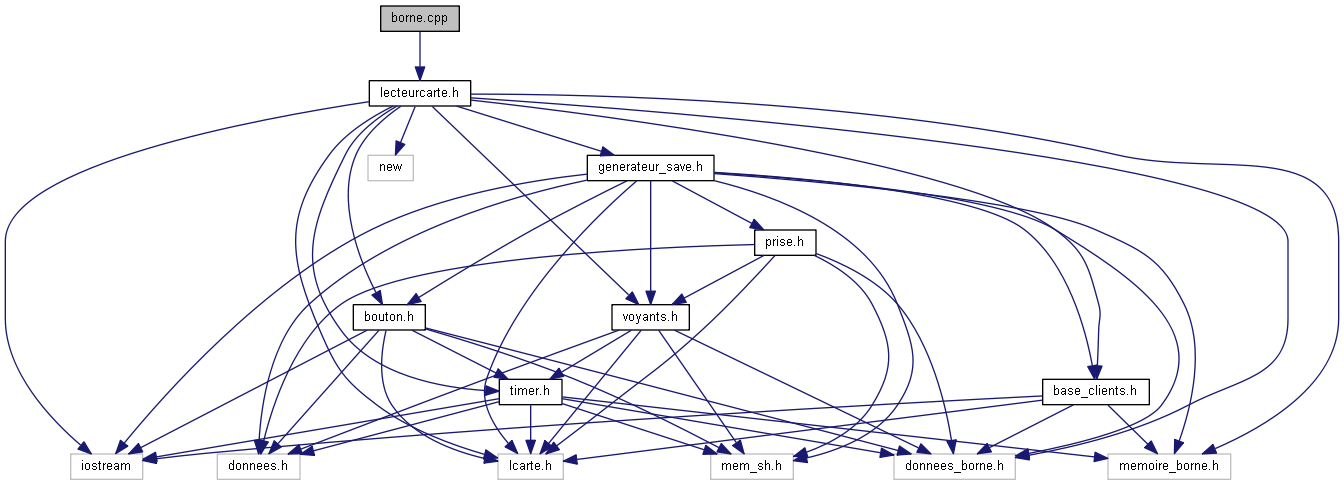 borne.cpp
lecteurcarte.h
new
generateur_save.h
prise.h
bouton.h
voyants.h
timer.h
base_clients.h
iostream
donnees.h
lcarte.h
mem_sh.h
donnees_borne.h
memoire_borne.h